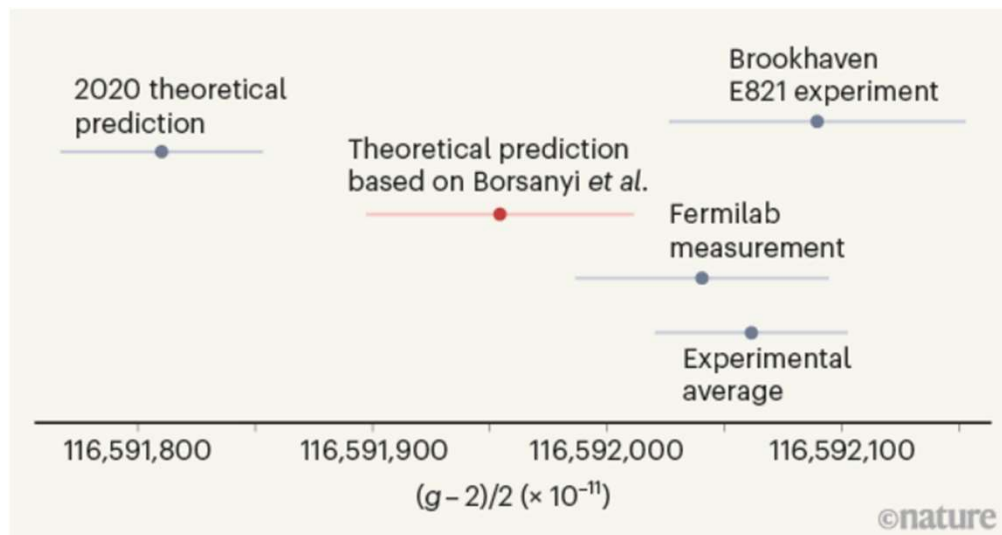 Brookhaven
E821 experiment
2020 theoretical
prediction
Theoretical prediction
based on Borsanyi et al.
Fermilab
measurement
Experimental
average
116,591,800 116,591,900 116,592,000 116,592,100
(g – 2)/2 (× 10⁻¹¹)
©nature